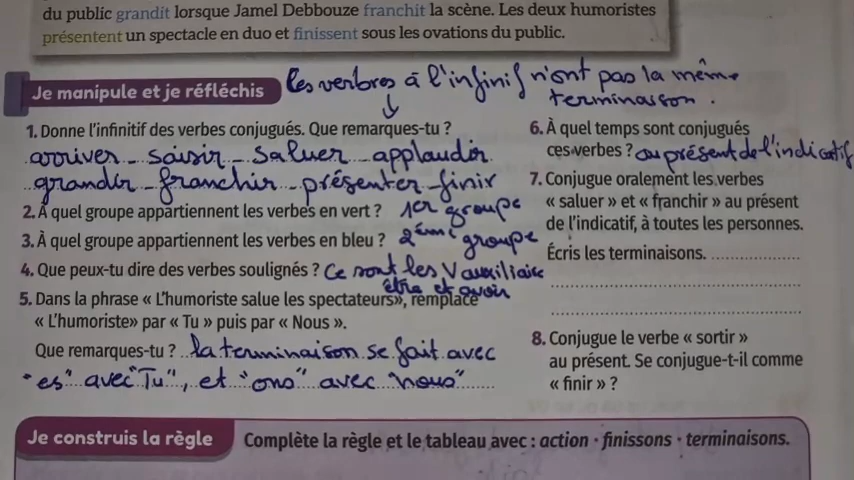 du public grandit lorsque Jamel Debbouze franchit la scène. Les deux humoristes
présentent un spectacle en duo et finissent sous les ovations du public.
Je manipule et je réfléchis
les verbres à l'infinif n'ont pas la même
terminaison.
1. Donne l'infinitif des verbes conjugués. Que remarques-tu ?
arriver - saisir - saluer - applaudir
grandir - franchir - présenter - finir
2. À quel groupe appartiennent les verbes en vert ? 1er groupe
3. À quel groupe appartiennent les verbes en bleu ? 2ème groupe
4. Que peux-tu dire des verbes soulignés ? Ce sont les V auxiliaire
être et avoir
5. Dans la phrase « L'humoriste salue les spectateurs», remplace
« L'humoriste» par « Tu » puis par « Nous ».
Que remarques-tu ? la terminaison se fait avec
"es" avec "Tu", et "ons" avec "nous"
6. À quel temps sont conjugués
ces verbes ? au présent de l'indicatif
7. Conjugue oralement les verbes
« saluer » et « franchir » au présent
de l'indicatif, à toutes les personnes.
Écris les terminaisons.
8. Conjugue le verbe « sortir »
au présent. Se conjugue-t-il comme
« finir » ?
Je construis la règle
Complète la règle et le tableau avec : action · finissons · terminaisons.